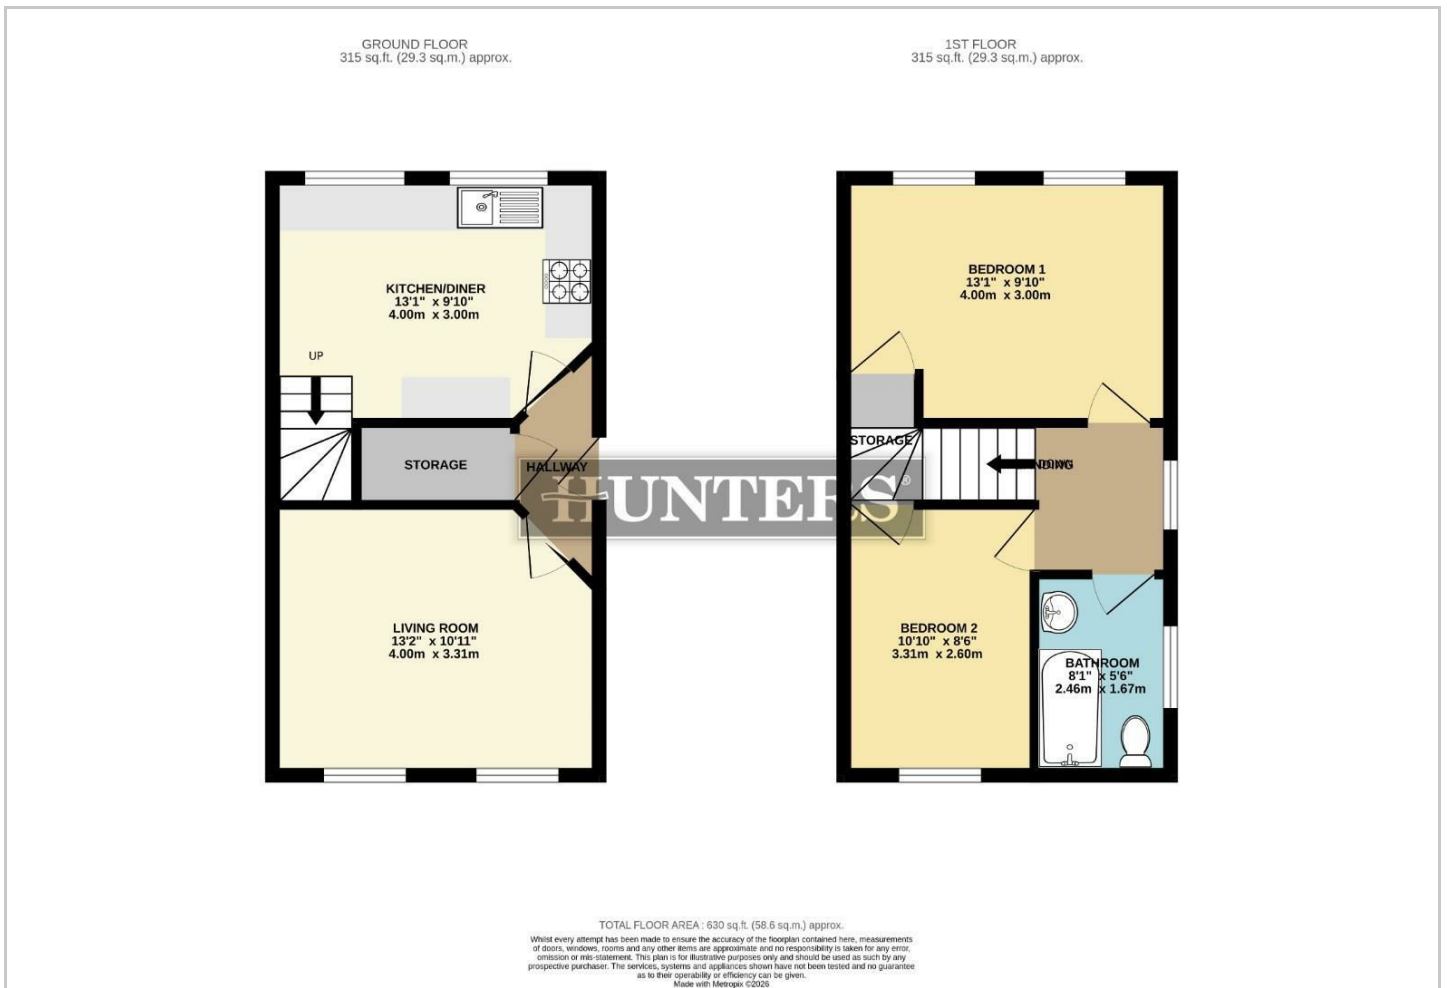 GROUND FLOOR
315 sq.ft. (29.3 sq.m.) approx.
1ST FLOOR
315 sq.ft. (29.3 sq.m.) approx.
KITCHEN/DINER
13'1" x 9'10"
4.00m x 3.00m
UP
STORAGE
HALLWAY
LIVING ROOM
13'2" x 10'11"
4.00m x 3.31m
HUNTERS®
BEDROOM 1
13'1" x 9'10"
4.00m x 3.00m
STORAGE
DOWN
BEDROOM 2
10'10" x 8'6"
3.31m x 2.60m
BATHROOM
8'1" x 5'6"
2.46m x 1.67m
TOTAL FLOOR AREA : 630 sq.ft. (58.6 sq.m.) approx.
Whilst every attempt has been made to ensure the accuracy of the floorplan contained here, measurements
of doors, windows, rooms and any other items are approximate and no responsibility is taken for any error,
omission or mis-statement. This plan is for illustrative purposes only and should be used as such by any
prospective purchaser. The services, systems and appliances shown have not been tested and no guarantee
as to their operability or efficiency can be given.
Made with Metropix ©2026